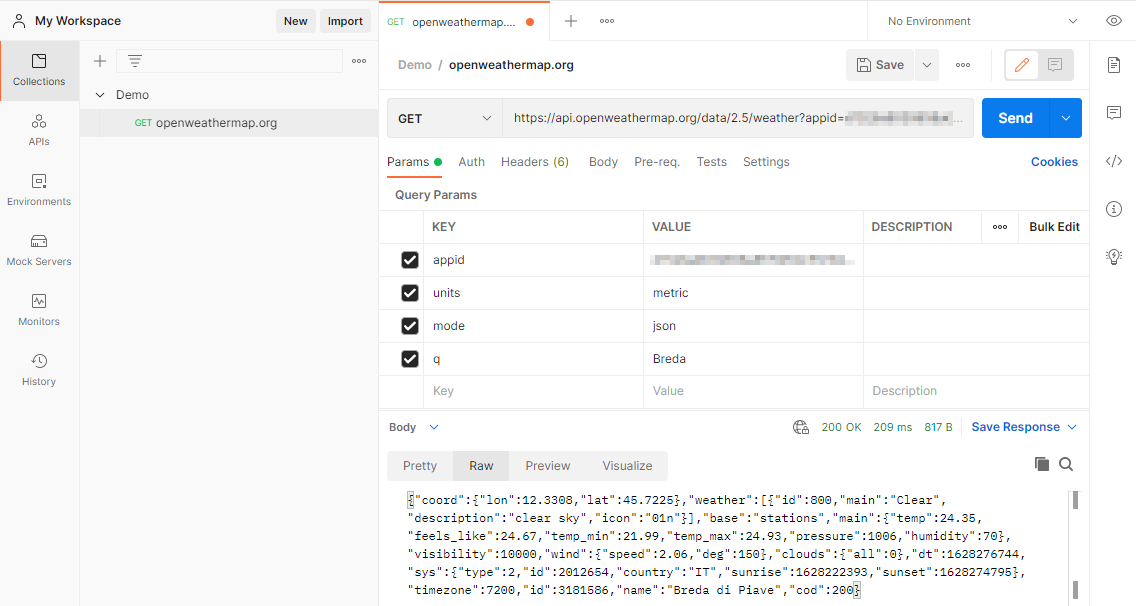 My Workspace
New
Import
GET openweathermap....
No Environment
Collections
APIs
Environments
Mock Servers
Monitors
History
Demo
GET openweathermap.org
Demo / openweathermap.org
Save
GET
https://api.openweathermap.org/data/2.5/weather?appid=
...
Send
Params
Auth
Headers (6)
Body
Pre-req.
Tests
Settings
Cookies
Query Params
KEY VALUE DESCRIPTION
Bulk Edit
appid
units metric
mode json
q Breda
Key Value Description
Body
200 OK 209 ms 817 B
Save Response
Pretty Raw Preview Visualize
{"coord":{"lon":12.3308,"lat":45.7225},"weather":[{"id":800,"main":"Clear",
"description":"clear sky","icon":"01n"}],"base":"stations","main":{"temp":24.35,
"feels_like":24.67,"temp_min":21.99,"temp_max":24.93,"pressure":1006,"humidity":70},
"visibility":10000,"wind":{"speed":2.06,"deg":150},"clouds":{"all":0},"dt":1628276744,
"sys":{"type":2,"id":2012654,"country":"IT","sunrise":1628222393,"sunset":1628274795},
"timezone":7200,"id":3181586,"name":"Breda di Piave","cod":200}